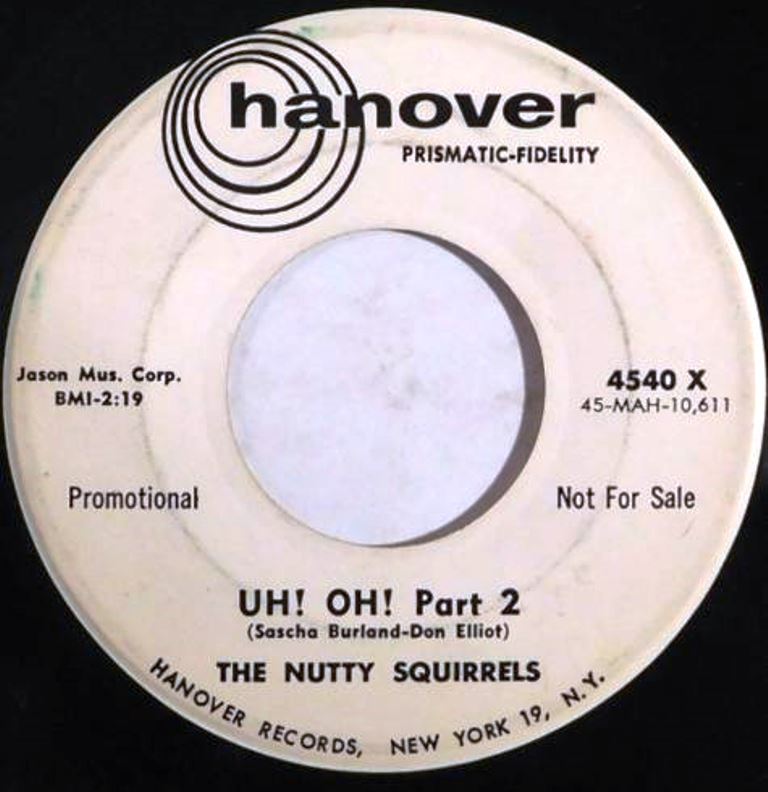 hanover
PRISMATIC-FIDELITY
Jason Mus. Corp.
BMI-2:19
4540 X
45-MAH-10,611
Promotional
Not For Sale
UH! OH! Part 2
(Sascha Burland-Don Elliot)
THE NUTTY SQUIRRELS
HANOVER RECORDS, NEW YORK 19, N.Y.